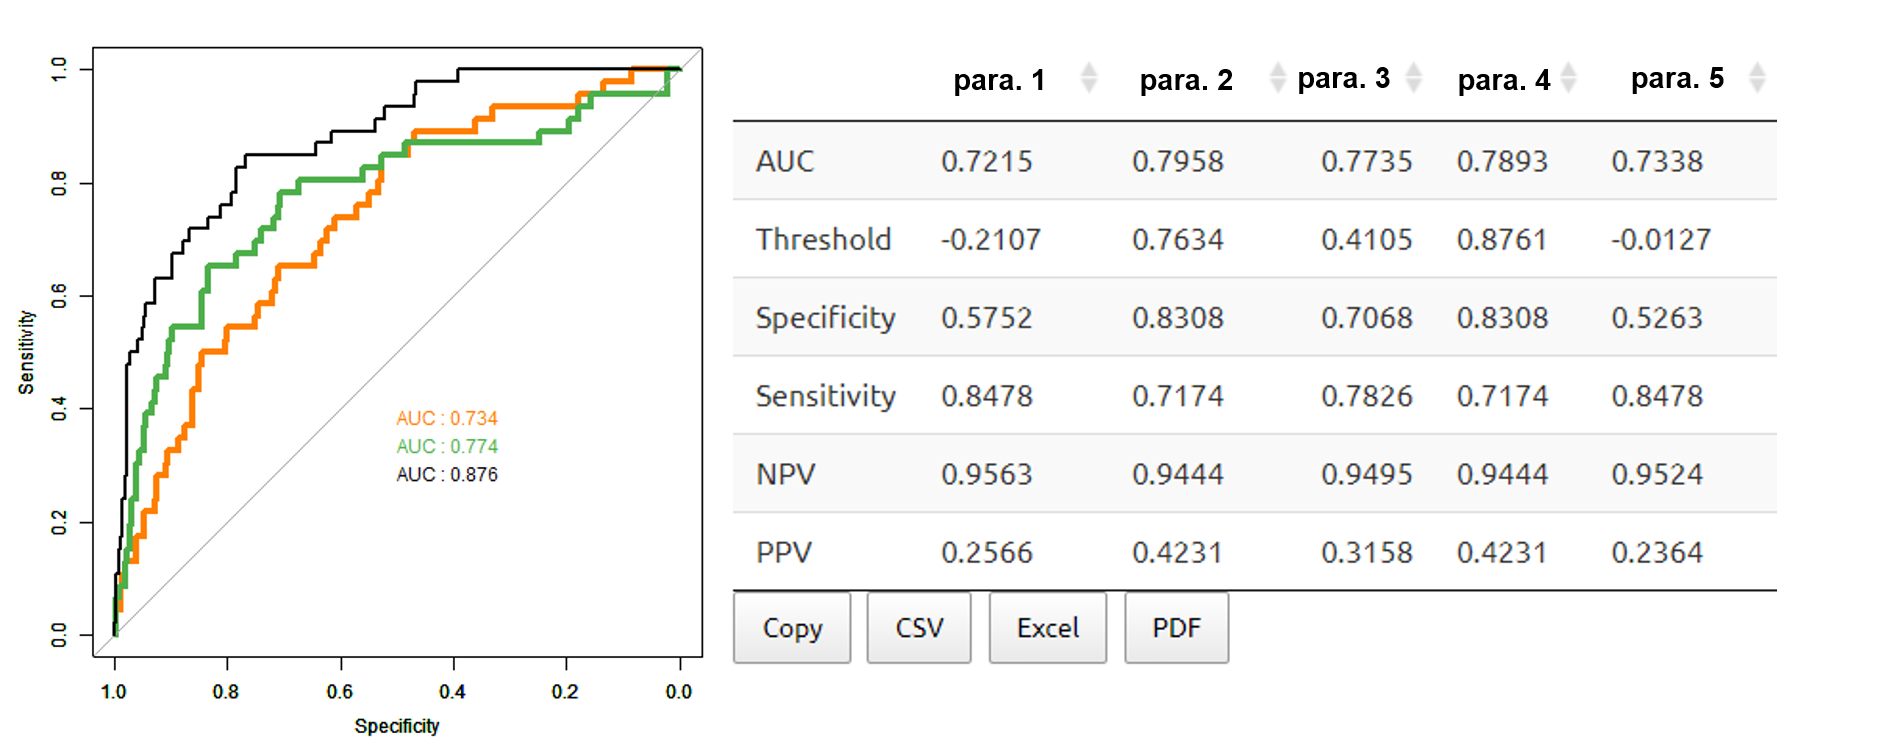 1.0
0.8
0.6
0.4
0.2
0.0
Sensitivity
AUC : 0.734
AUC : 0.774
AUC : 0.876
1.0 0.8 0.6 0.4 0.2 0.0
Specificity
para. 1 para. 2 para. 3 para. 4 para. 5
AUC 0.7215 0.7958 0.7735 0.7893 0.7338
Threshold -0.2107 0.7634 0.4105 0.8761 -0.0127
Specificity 0.5752 0.8308 0.7068 0.8308 0.5263
Sensitivity 0.8478 0.7174 0.7826 0.7174 0.8478
NPV 0.9563 0.9444 0.9495 0.9444 0.9524
PPV 0.2566 0.4231 0.3158 0.4231 0.2364
Copy CSV Excel PDF